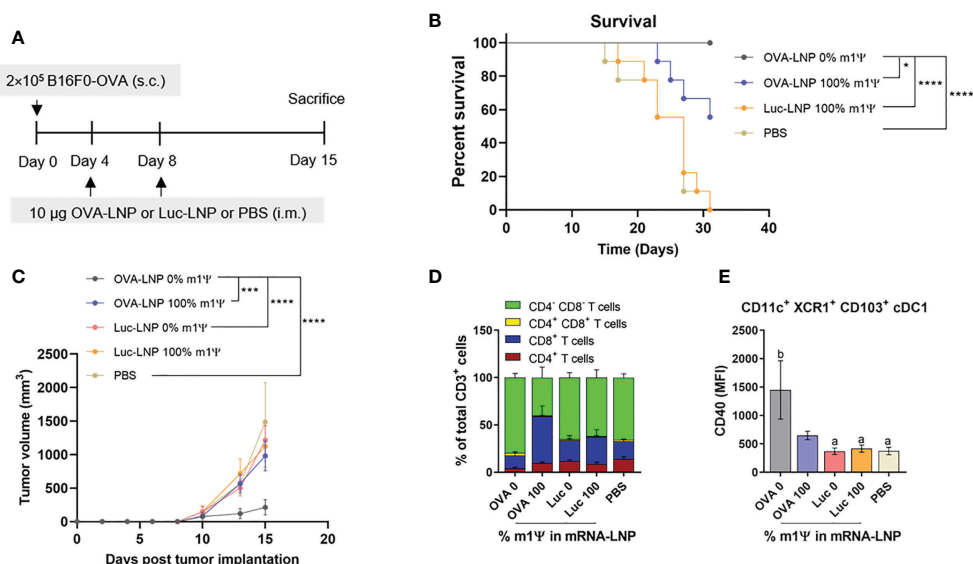 A
2×10⁵ B16F0-OVA (s.c.)
Sacrifice
Day 0
Day 4
Day 8
Day 15
10 µg OVA-LNP or Luc-LNP or PBS (i.m.)
B
Survival
Percent survival
100
80
60
40
20
0
0
10
20
30
40
Time (Days)
OVA-LNP 0% m1Ψ
OVA-LNP 100% m1Ψ
Luc-LNP 100% m1Ψ
PBS
*
****
****
C
OVA-LNP 0% m1Ψ
OVA-LNP 100% m1Ψ
Luc-LNP 0% m1Ψ
Luc-LNP 100% m1Ψ
PBS
***
****
****
Tumor volume (mm³)
2500
2000
1500
1000
500
0
0
5
10
15
20
Days post tumor implantation
D
CD4⁻ CD8⁻ T cells
CD4⁺ CD8⁺ T cells
CD8⁺ T cells
CD4⁺ T cells
% of total CD3⁺ cells
150
100
50
0
OVA 0
OVA 100
Luc 0
Luc 100
PBS
% m1Ψ in mRNA-LNP
E
CD11c⁺ XCR1⁺ CD103⁺ cDC1
CD40 (MFI)
2500
2000
1500
1000
500
0
b
a
a
a
OVA 0
OVA 100
Luc 0
Luc 100
PBS
% m1Ψ in mRNA-LNP